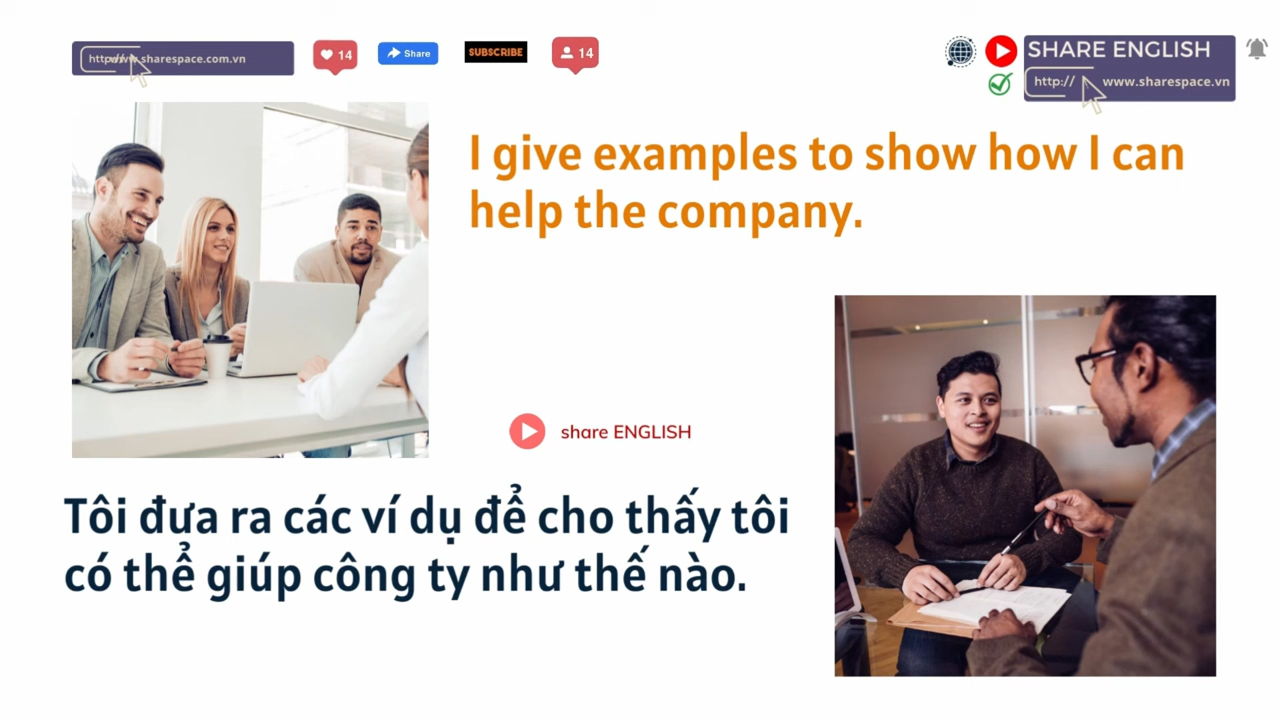 www.sharespace.com.vn
14
Share
SUBSCRIBE
14
SHARE ENGLISH
http:// www.sharespace.vn
I give examples to show how I can
help the company.
share ENGLISH
Tôi đưa ra các ví dụ để cho thấy tôi
có thể giúp công ty như thế nào.